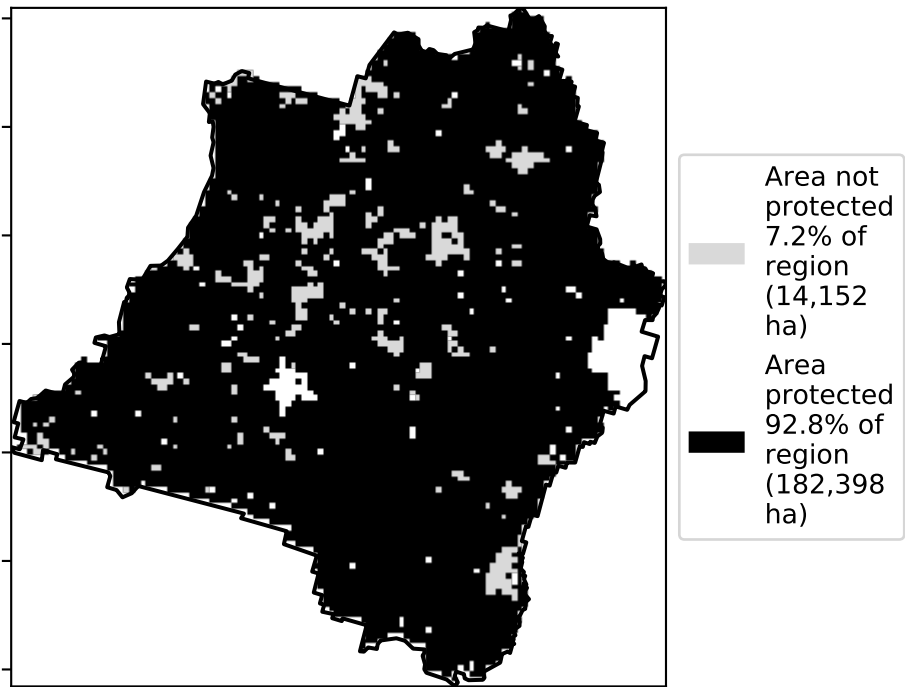 Area not
protected
7.2% of
region
(14,152
ha)
Area
protected
92.8% of
region
(182,398
ha)